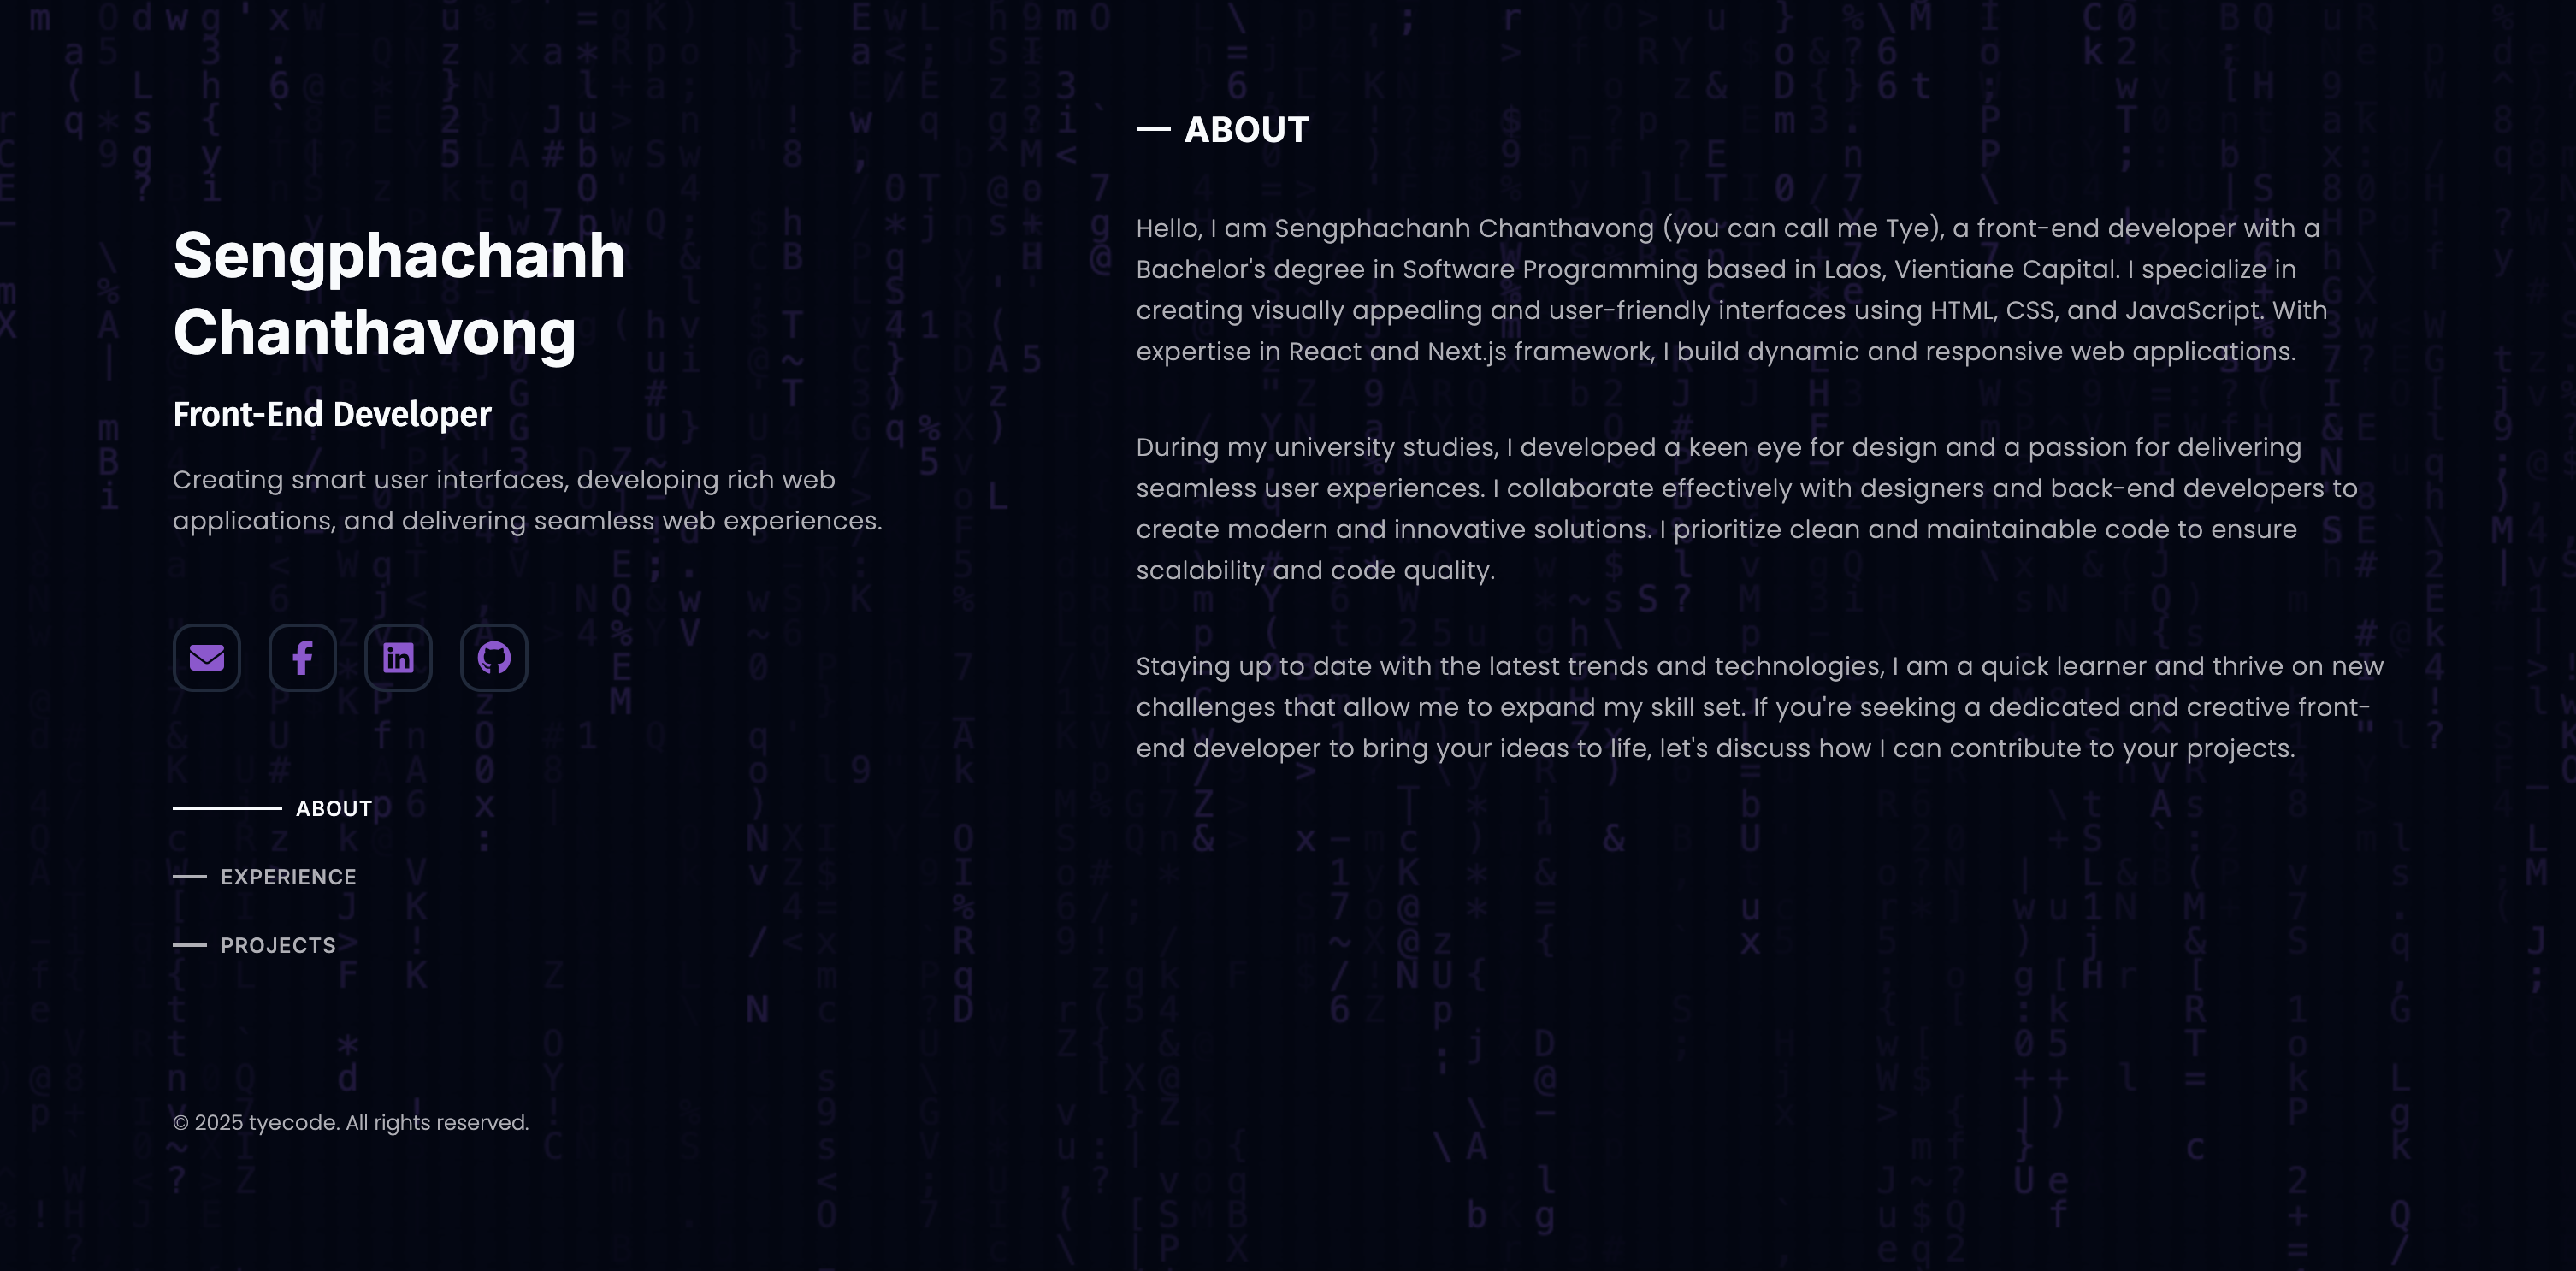 Sengphachanh
Chanthavong
Front-End Developer
Creating smart user interfaces, developing rich web
applications, and delivering seamless web experiences.
ABOUT
EXPERIENCE
PROJECTS
© 2025 tyecode. All rights reserved.
ABOUT
Hello, I am Sengphachanh Chanthavong (you can call me Tye), a front-end developer with a
Bachelor's degree in Software Programming based in Laos, Vientiane Capital. I specialize in
creating visually appealing and user-friendly interfaces using HTML, CSS, and JavaScript. With
expertise in React and Next.js framework, I build dynamic and responsive web applications.
During my university studies, I developed a keen eye for design and a passion for delivering
seamless user experiences. I collaborate effectively with designers and back-end developers to
create modern and innovative solutions. I prioritize clean and maintainable code to ensure
scalability and code quality.
Staying up to date with the latest trends and technologies, I am a quick learner and thrive on new
challenges that allow me to expand my skill set. If you're seeking a dedicated and creative front-
end developer to bring your ideas to life, let's discuss how I can contribute to your projects.